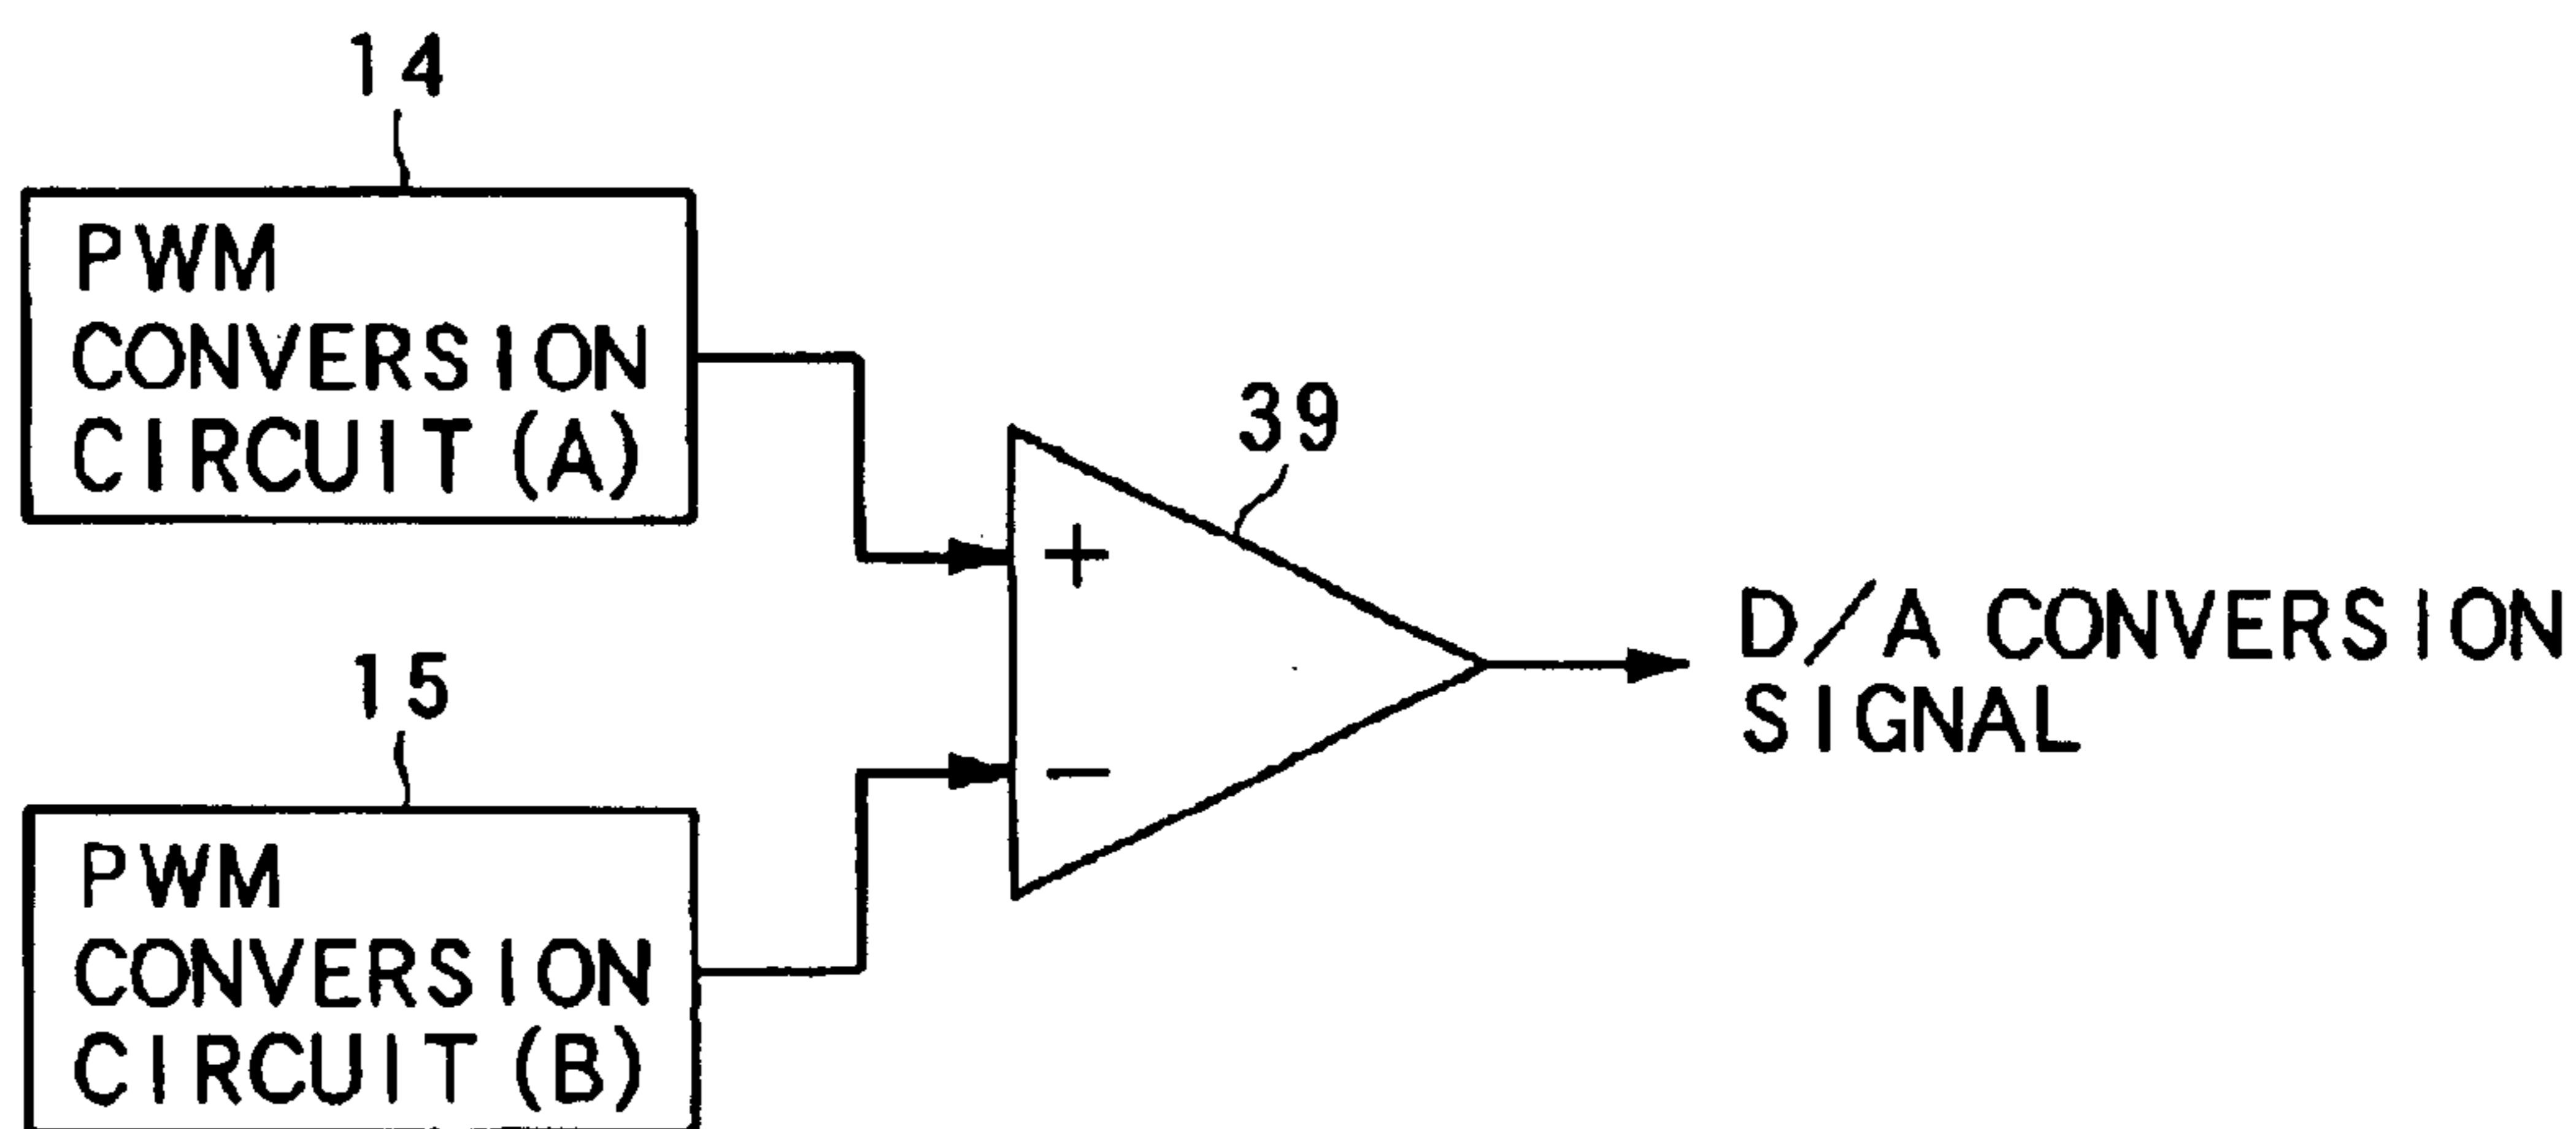 14
PWM
CONVERSION
CIRCUIT (A)
39
+
−
D/A CONVERSION
SIGNAL
15
PWM
CONVERSION
CIRCUIT (B)